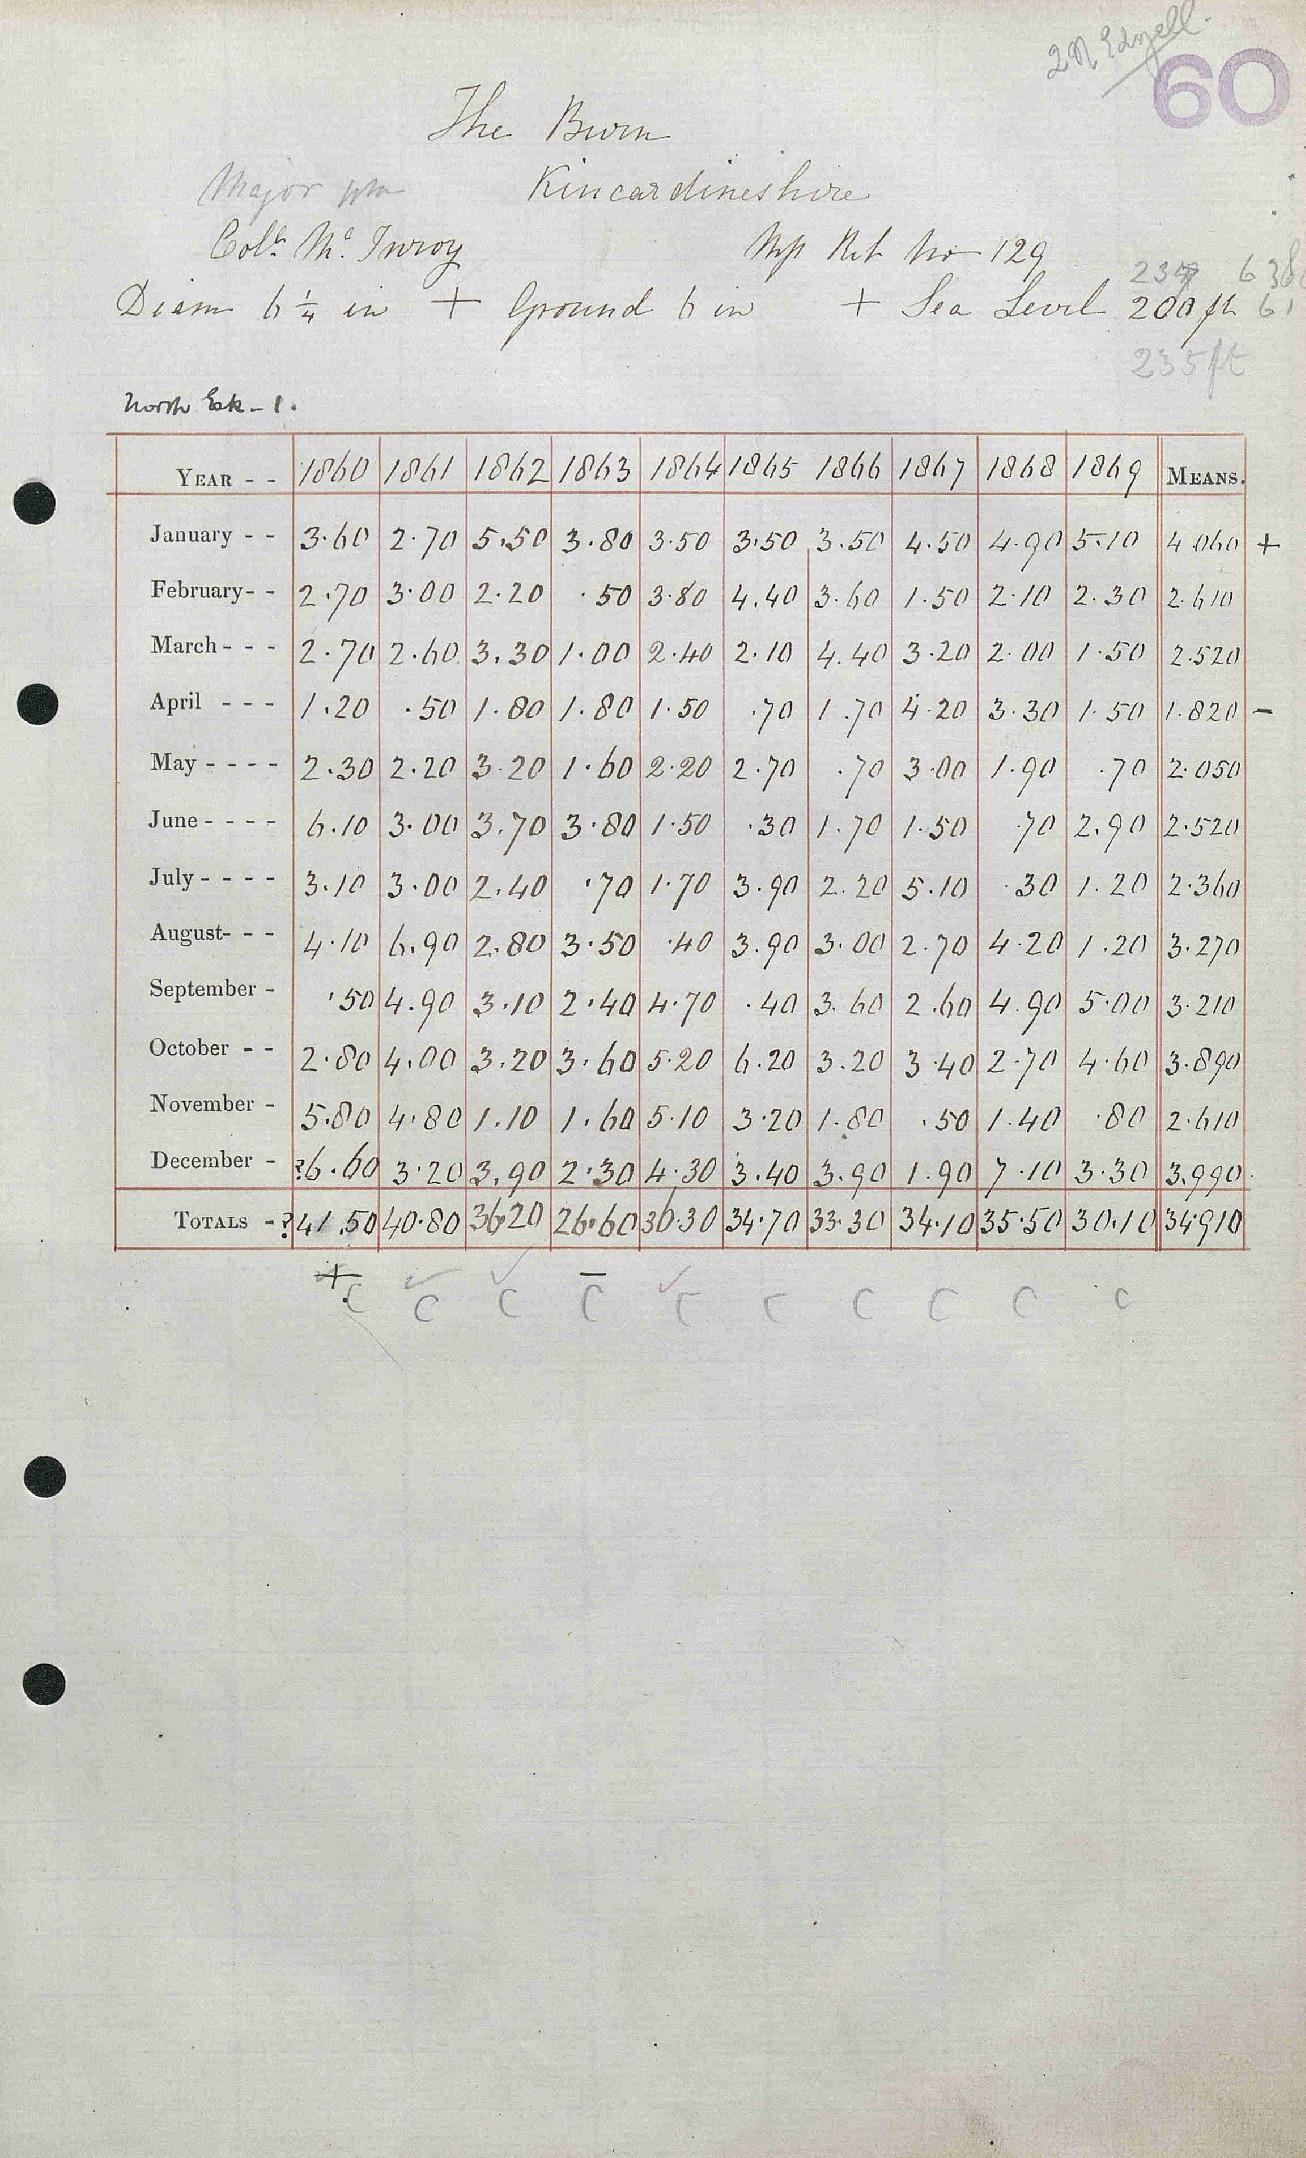 2 N Edzell.
60
The Burn
Major
Kincardineshire
Coll. Mc. Inroy
Ret No 129
Diam 6 1/4 in + Ground 6 in + Sea Level 200 ft
235 ft
North Esk - 1.
YEAR - - 1860 1861 1862 1863 1864 1865 1866 1867 1868 1869 MEANS.
January - - 3.60 2.70 5.50 3.80 3.50 3.50 3.50 4.50 4.90 5.10 4.060 +
February - - 2.70 3.00 2.20 .50 3.80 4.40 3.60 1.50 2.10 2.30 2.610
March - - - 2.70 2.60 3.30 1.00 2.40 2.10 4.40 3.20 2.00 1.50 2.520
April - - - 1.20 .50 1.80 1.80 1.50 .70 1.70 4.20 3.30 1.50 1.820 -
May - - - - 2.30 2.20 3.20 1.60 2.20 2.70 .70 3.00 1.90 .70 2.050
June - - - - 6.10 3.00 3.70 3.80 1.50 .30 1.70 1.50 .70 2.90 2.520
July - - - - 3.10 3.00 2.40 .70 1.70 3.90 2.20 5.10 .30 1.20 2.360
August - - - 4.10 6.90 2.80 3.50 .40 3.90 3.00 2.70 4.20 1.20 3.270
September - .50 4.90 3.10 2.40 4.70 .40 3.60 2.60 4.90 5.00 3.210
October - - 2.80 4.00 3.20 3.60 5.20 6.20 3.20 3.40 2.70 4.60 3.890
November - 5.80 4.80 1.10 1.60 5.10 3.20 1.80 .50 1.40 .80 2.610
December - ?6.60 3.20 3.90 2.30 4.30 3.40 3.90 1.90 7.10 3.30 3.990
TOTALS - ?41.50 40.80 36.20 26.60 36.30 34.70 33.30 34.10 35.50 30.10 34.910
+ -
C C C C C C C C C C